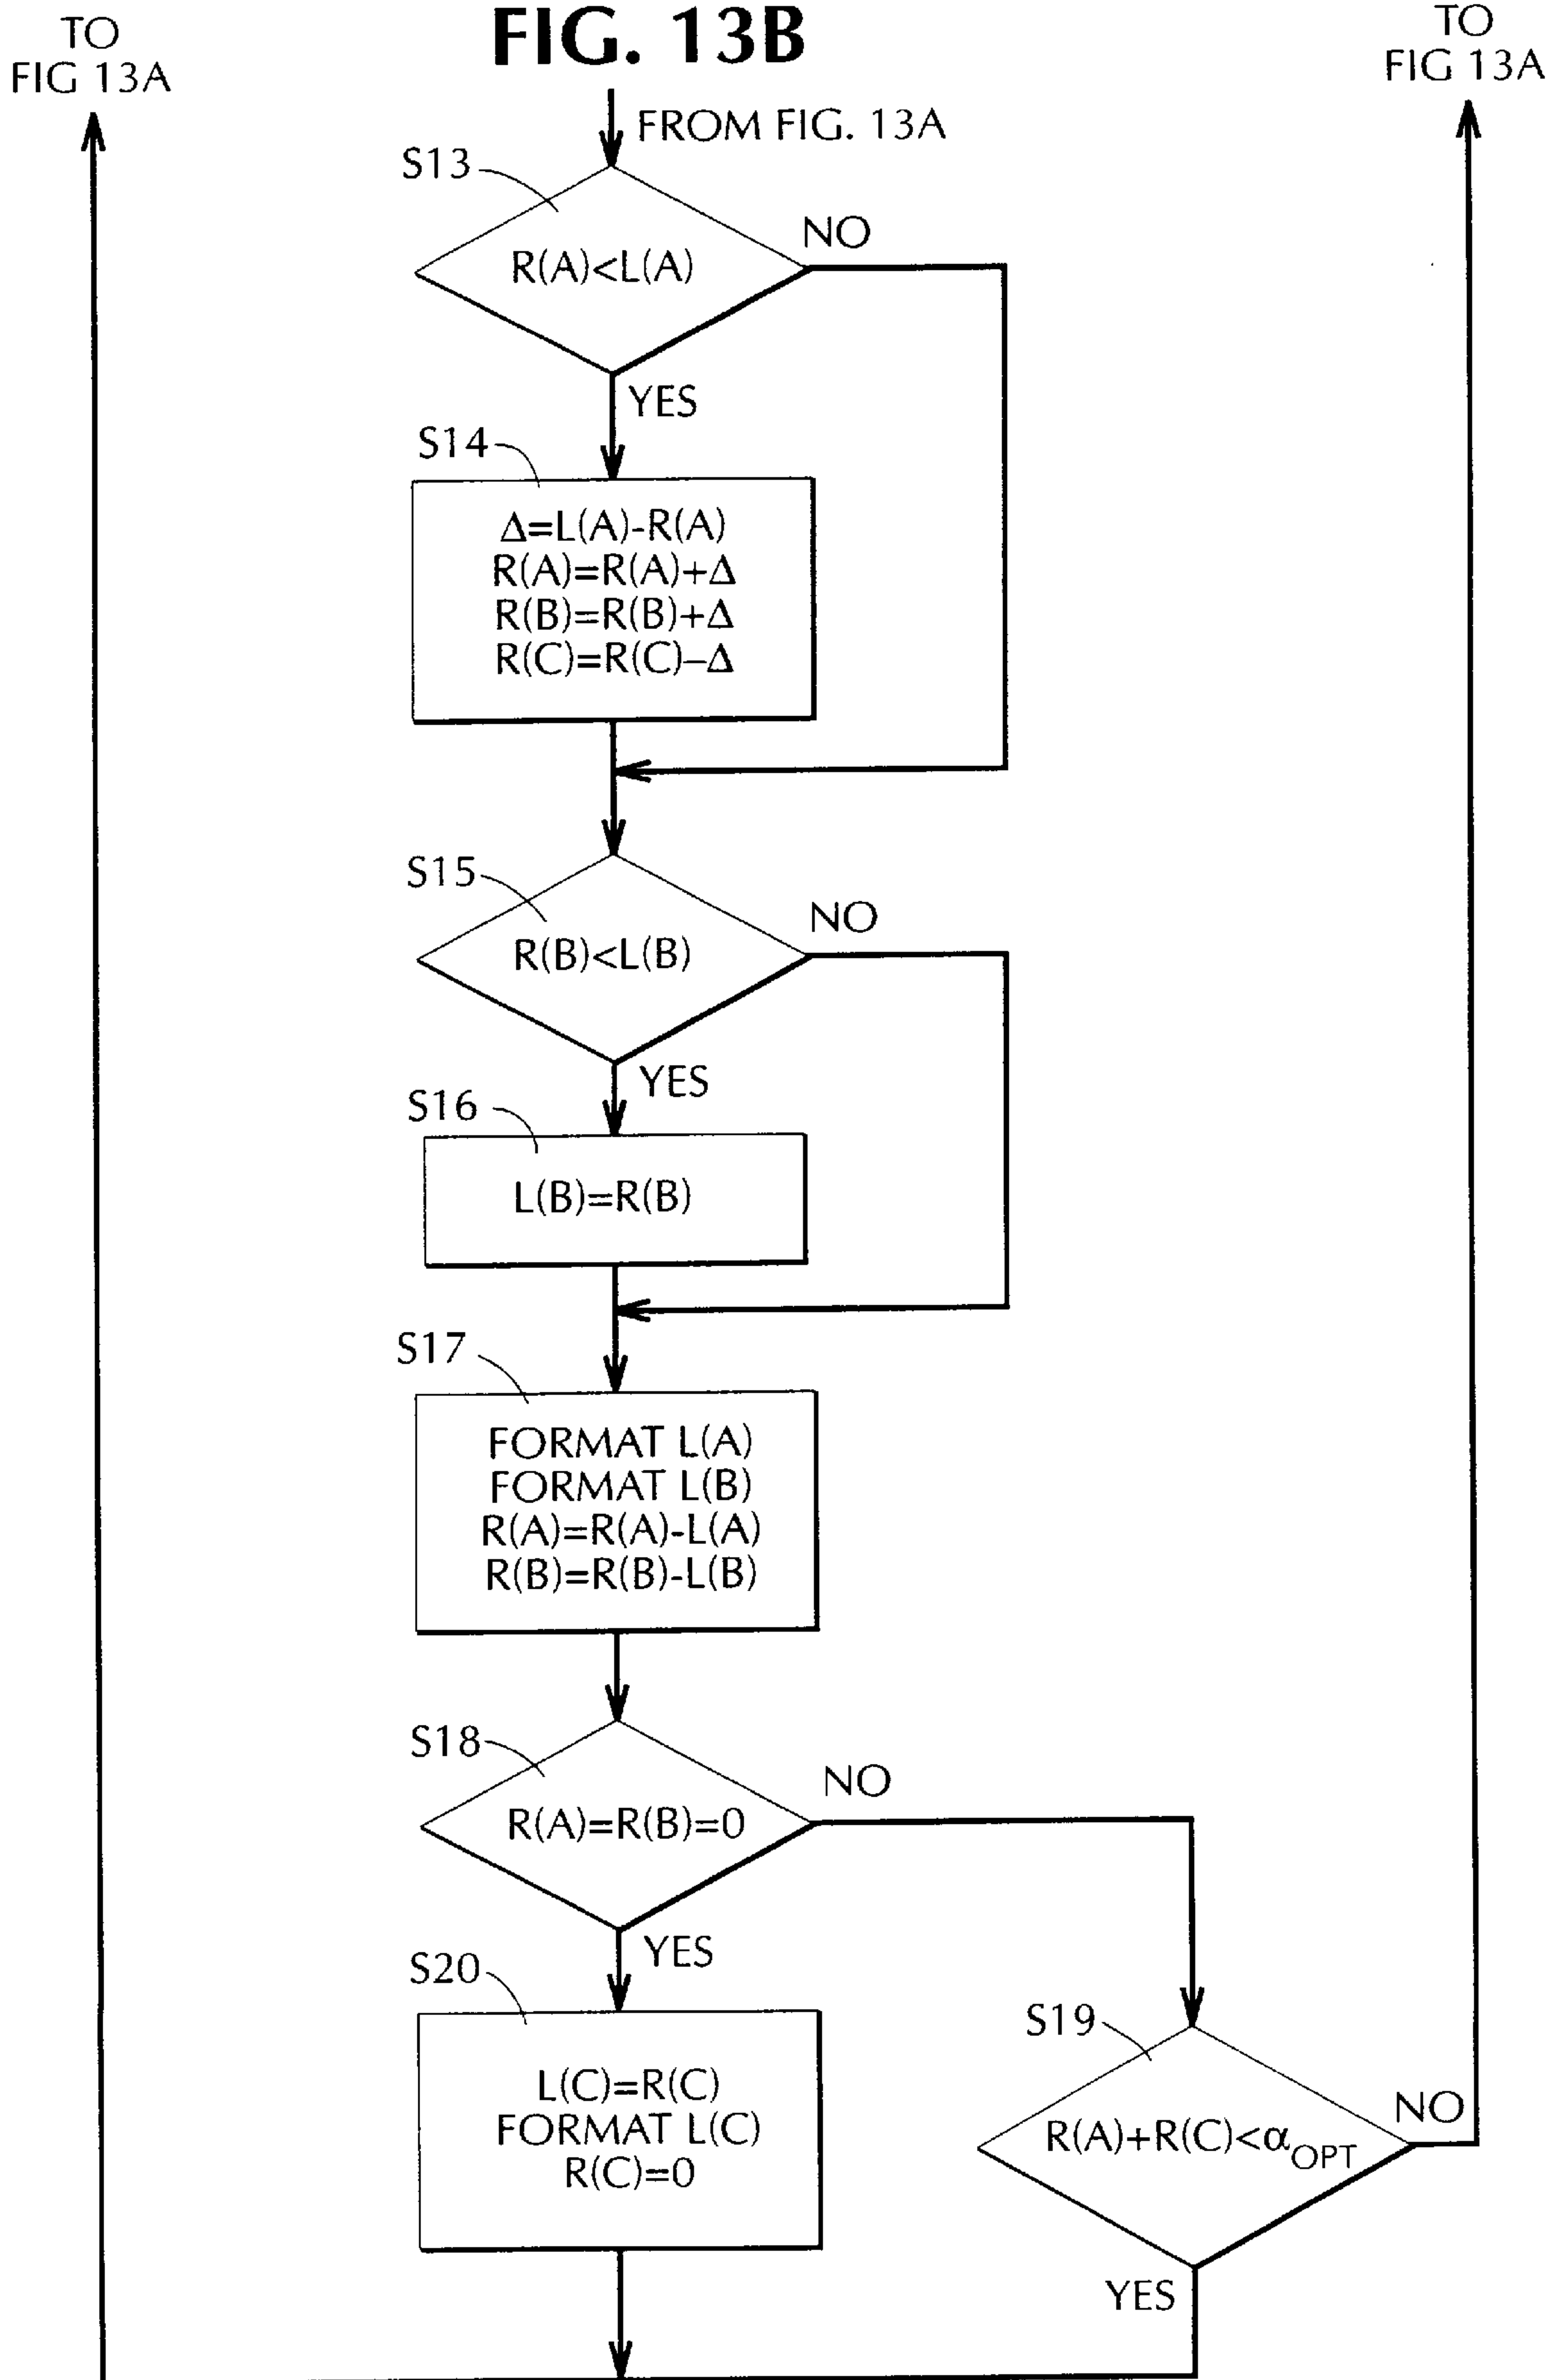 FIG. 13B
TO
FIG 13A
TO
FIG 13A
FROM FIG. 13A
S13
R(A)<L(A)
NO
YES
S14
Δ=L(A)-R(A)
R(A)=R(A)+Δ
R(B)=R(B)+Δ
R(C)=R(C)–Δ
S15
R(B)<L(B)
NO
YES
S16
L(B)=R(B)
S17
FORMAT L(A)
FORMAT L(B)
R(A)=R(A)-L(A)
R(B)=R(B)-L(B)
S18
R(A)=R(B)=0
NO
YES
S20
L(C)=R(C)
FORMAT L(C)
R(C)=0
S19
R(A)+R(C)<αOPT
NO
YES